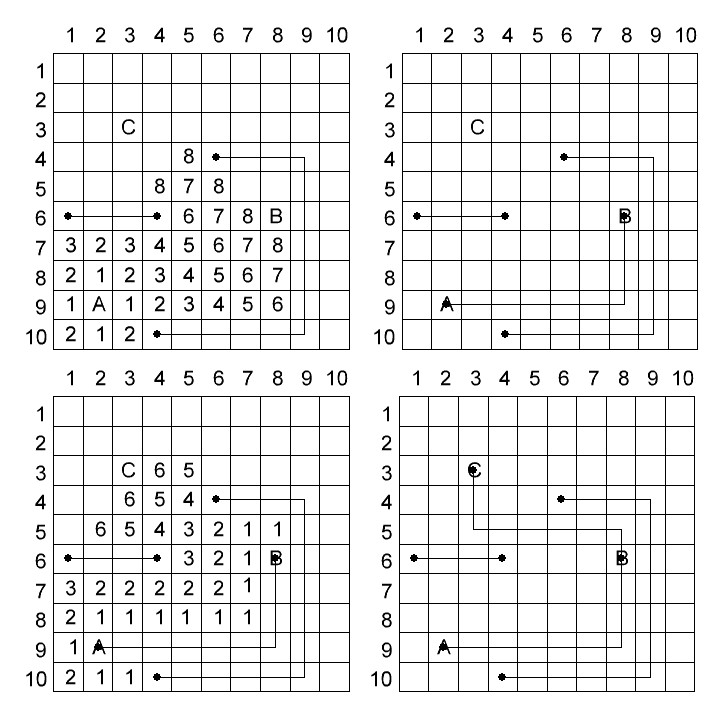 1 2 3 4 5 6 7 8 9 10
1
2
3 C
4 8
5 8 7 8
6 6 7 8 B
7 3 2 3 4 5 6 7 8
8 2 1 2 3 4 5 6 7
9 1 A 1 2 3 4 5 6
10 2 1 2
1 2 3 4 5 6 7 8 9 10
1
2
3 C
4
5
6 B
7
8
9 A
10
1 2 3 4 5 6 7 8 9 10
1
2
3 C 6 5
4 6 5 4
5 6 5 4 3 2 1 1
6 3 2 1 B
7 3 2 2 2 2 2 1
8 2 1 1 1 1 1 1
9 1 A
10 2 1 1
1 2 3 4 5 6 7 8 9 10
1
2
3 C
4
5
6 B
7
8
9 A
10